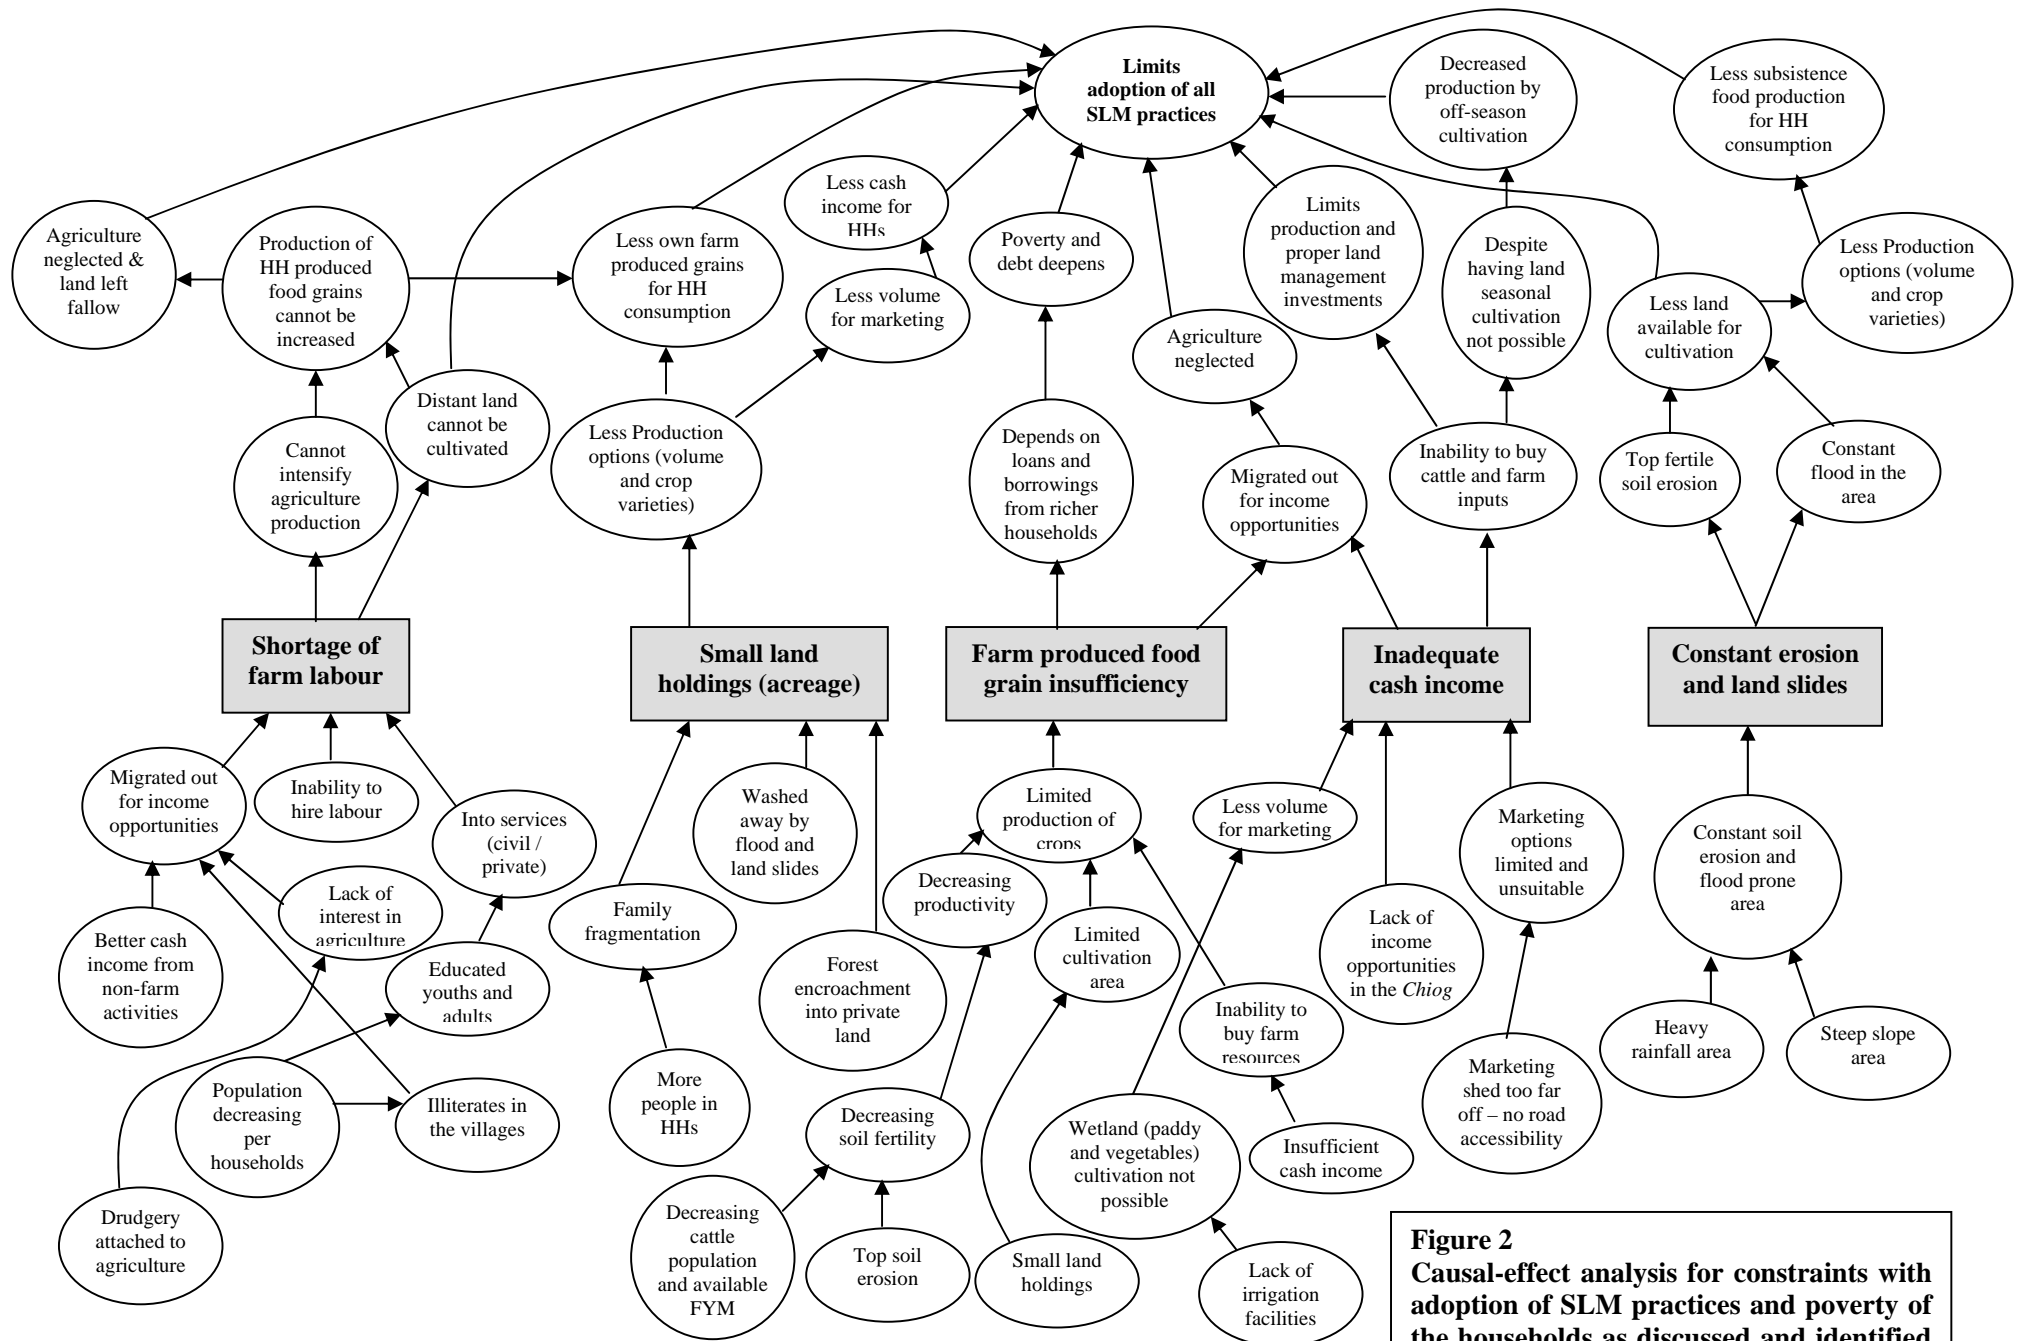 Limits
adoption of all
SLM practices
Decreased
production by
off-season
cultivation
Less subsistence
food production
for HH
consumption
Less cash
income for
HHs
Agriculture
neglected &
land left
fallow
Production of
HH produced
food grains
cannot be
increased
Less own farm
produced grains
for HH
consumption
Less volume
for marketing
Poverty and
debt deepens
Limits
production and
proper land
management
investments
Despite
having land
seasonal
cultivation
not possible
Less Production
options (volume
and crop
varieties)
Less land
available for
cultivation
Agriculture
neglected
Distant land
cannot be
cultivated
Cannot
intensify
agriculture
production
Less Production
options (volume
and crop
varieties)
Depends on
loans and
borrowings
from richer
households
Migrated out
for income
opportunities
Inability to buy
cattle and farm
inputs
Top fertile
soil erosion
Constant
flood in the
area
Shortage of
farm labour
Small land
holdings (acreage)
Farm produced food
grain insufficiency
Inadequate
cash income
Constant erosion
and land slides
Migrated out
for income
opportunities
Inability to
hire labour
Into services
(civil /
private)
Washed
away by
flood and
land slides
Limited
production of
crops
Less volume
for marketing
Marketing
options
limited and
unsuitable
Constant soil
erosion and
flood prone
area
Lack of
interest in
agriculture
Family
fragmentation
Decreasing
productivity
Limited
cultivation
area
Lack of
income
opportunities
in the Chiog
Better cash
income from
non-farm
activities
Educated
youths and
adults
Forest
encroachment
into private
land
Inability to
buy farm
resources
Heavy
rainfall area
Steep slope
area
Population
decreasing
per
households
Illiterates in
the villages
More
people in
HHs
Decreasing
soil fertility
Wetland (paddy
and vegetables)
cultivation not
possible
Insufficient
cash income
Marketing
shed too far
off – no road
accessibility
Drudgery
attached to
agriculture
Decreasing
cattle
population
and available
FYM
Top soil
erosion
Small land
holdings
Lack of
irrigation
facilities
Figure 2
Causal-effect analysis for constraints with
adoption of SLM practices and poverty of
the households as discussed and identified